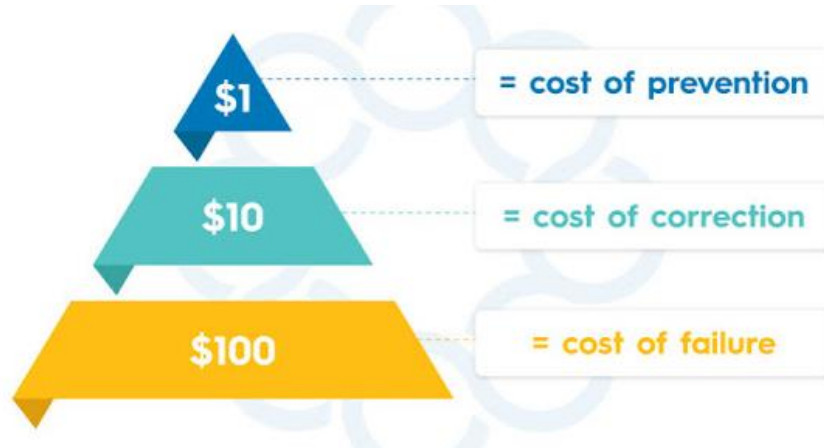 $1
= cost of prevention
$10
= cost of correction
$100
= cost of failure